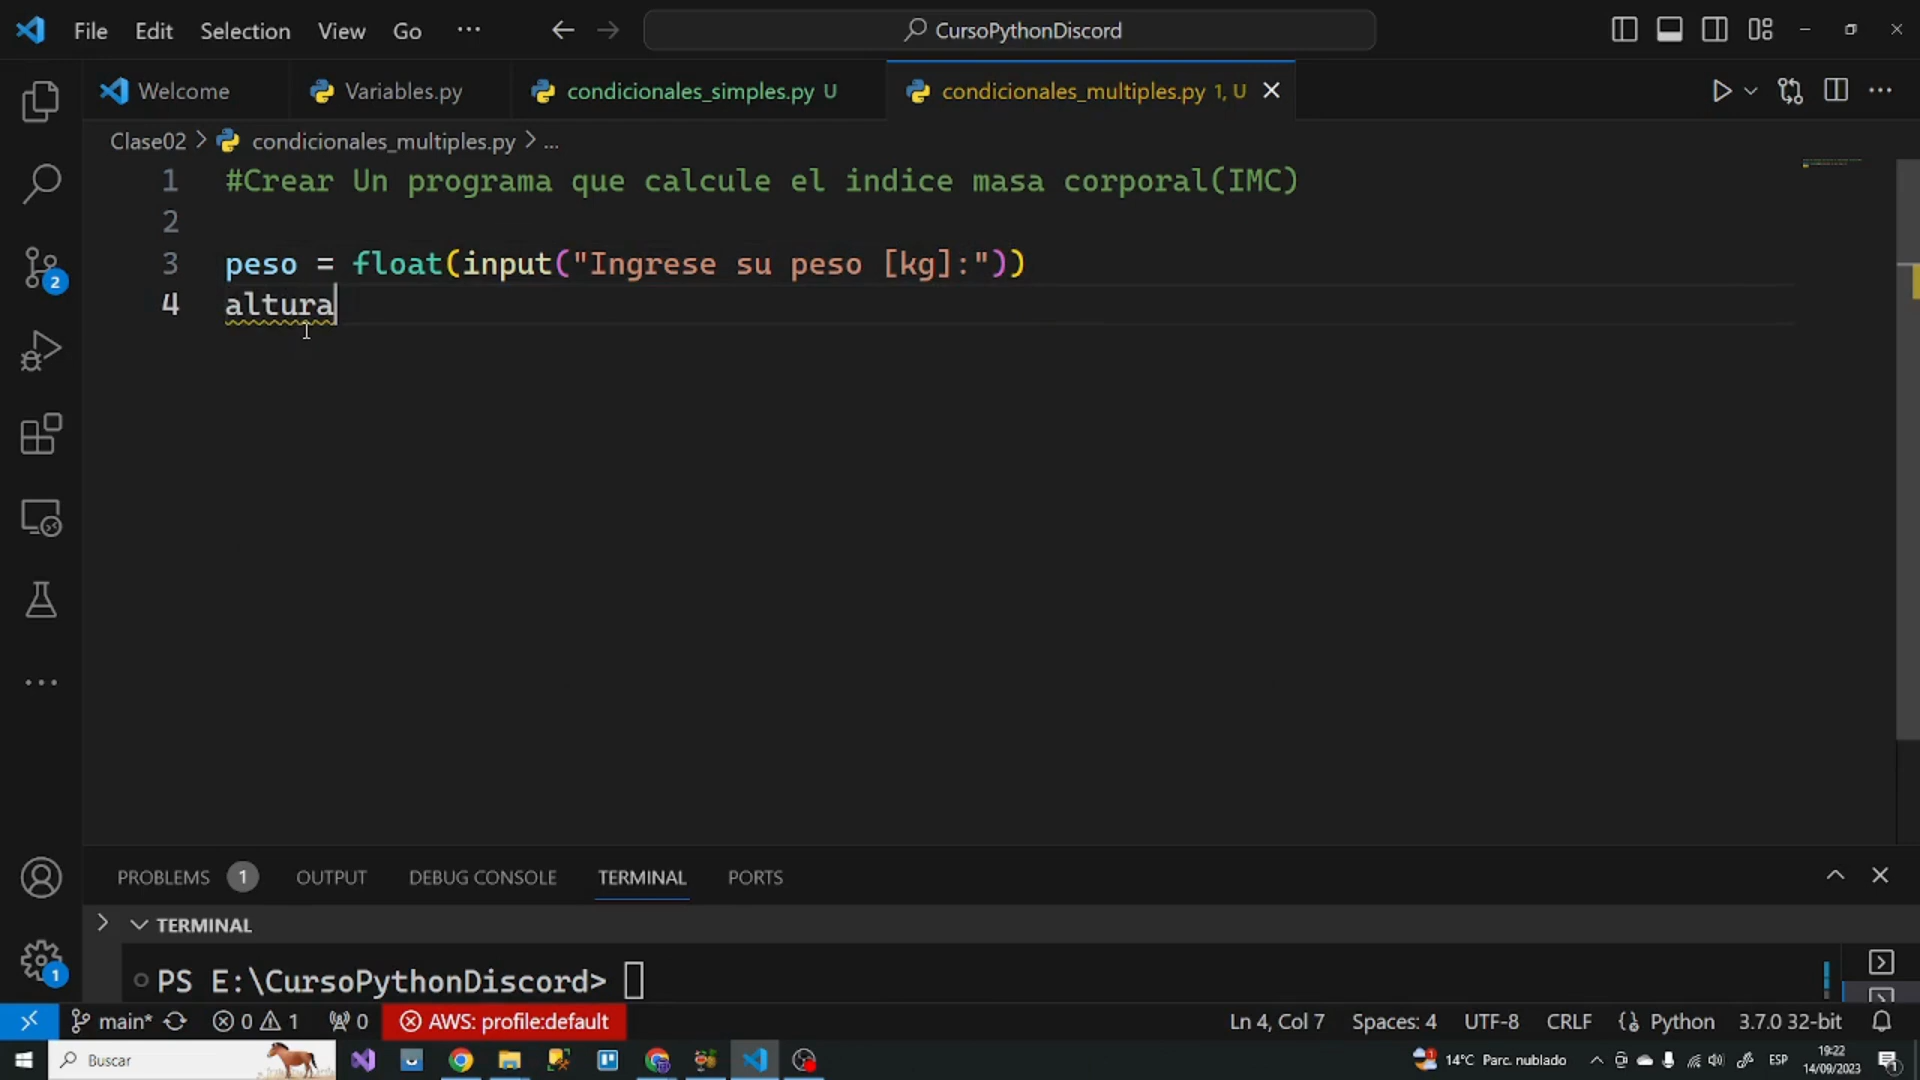 File Edit Selection View Go ··· CursoPythonDiscord
Welcome Variables.py condicionales_simples.py U condicionales_multiples.py 1, U
Clase02 > condicionales_multiples.py > ...
1 #Crear Un programa que calcule el indice masa corporal(IMC)
2
3 peso = float(input("Ingrese su peso [kg]:"))
4 altura
2
PROBLEMS 1 OUTPUT DEBUG CONSOLE TERMINAL PORTS
TERMINAL
PS E:\CursoPythonDiscord>
1
main* 0 1 0 AWS: profile:default Ln 4, Col 7 Spaces: 4 UTF-8 CRLF Python 3.7.0 32-bit
Buscar 1 14°C Parc. nublado ESP 19:22 1
14/09/2023